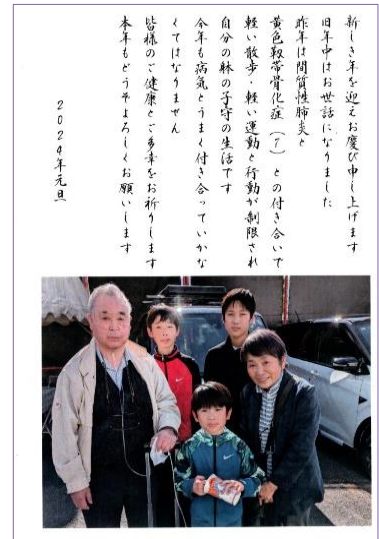 新しき年を迎えお慶び申し上げます
旧年中はお世話になりました
昨年は間質性肺炎と
黄色靱帯骨化症(7)との付き合いで
軽い散歩・軽い運動と行動が制限され
自分の躰の子守の生活です
今年も病気とうまく付き合っていかな
くてはなりません
皆様のご健康とご多幸をお祈りします
本年もどうぞよろしくお願いします
2024年元旦